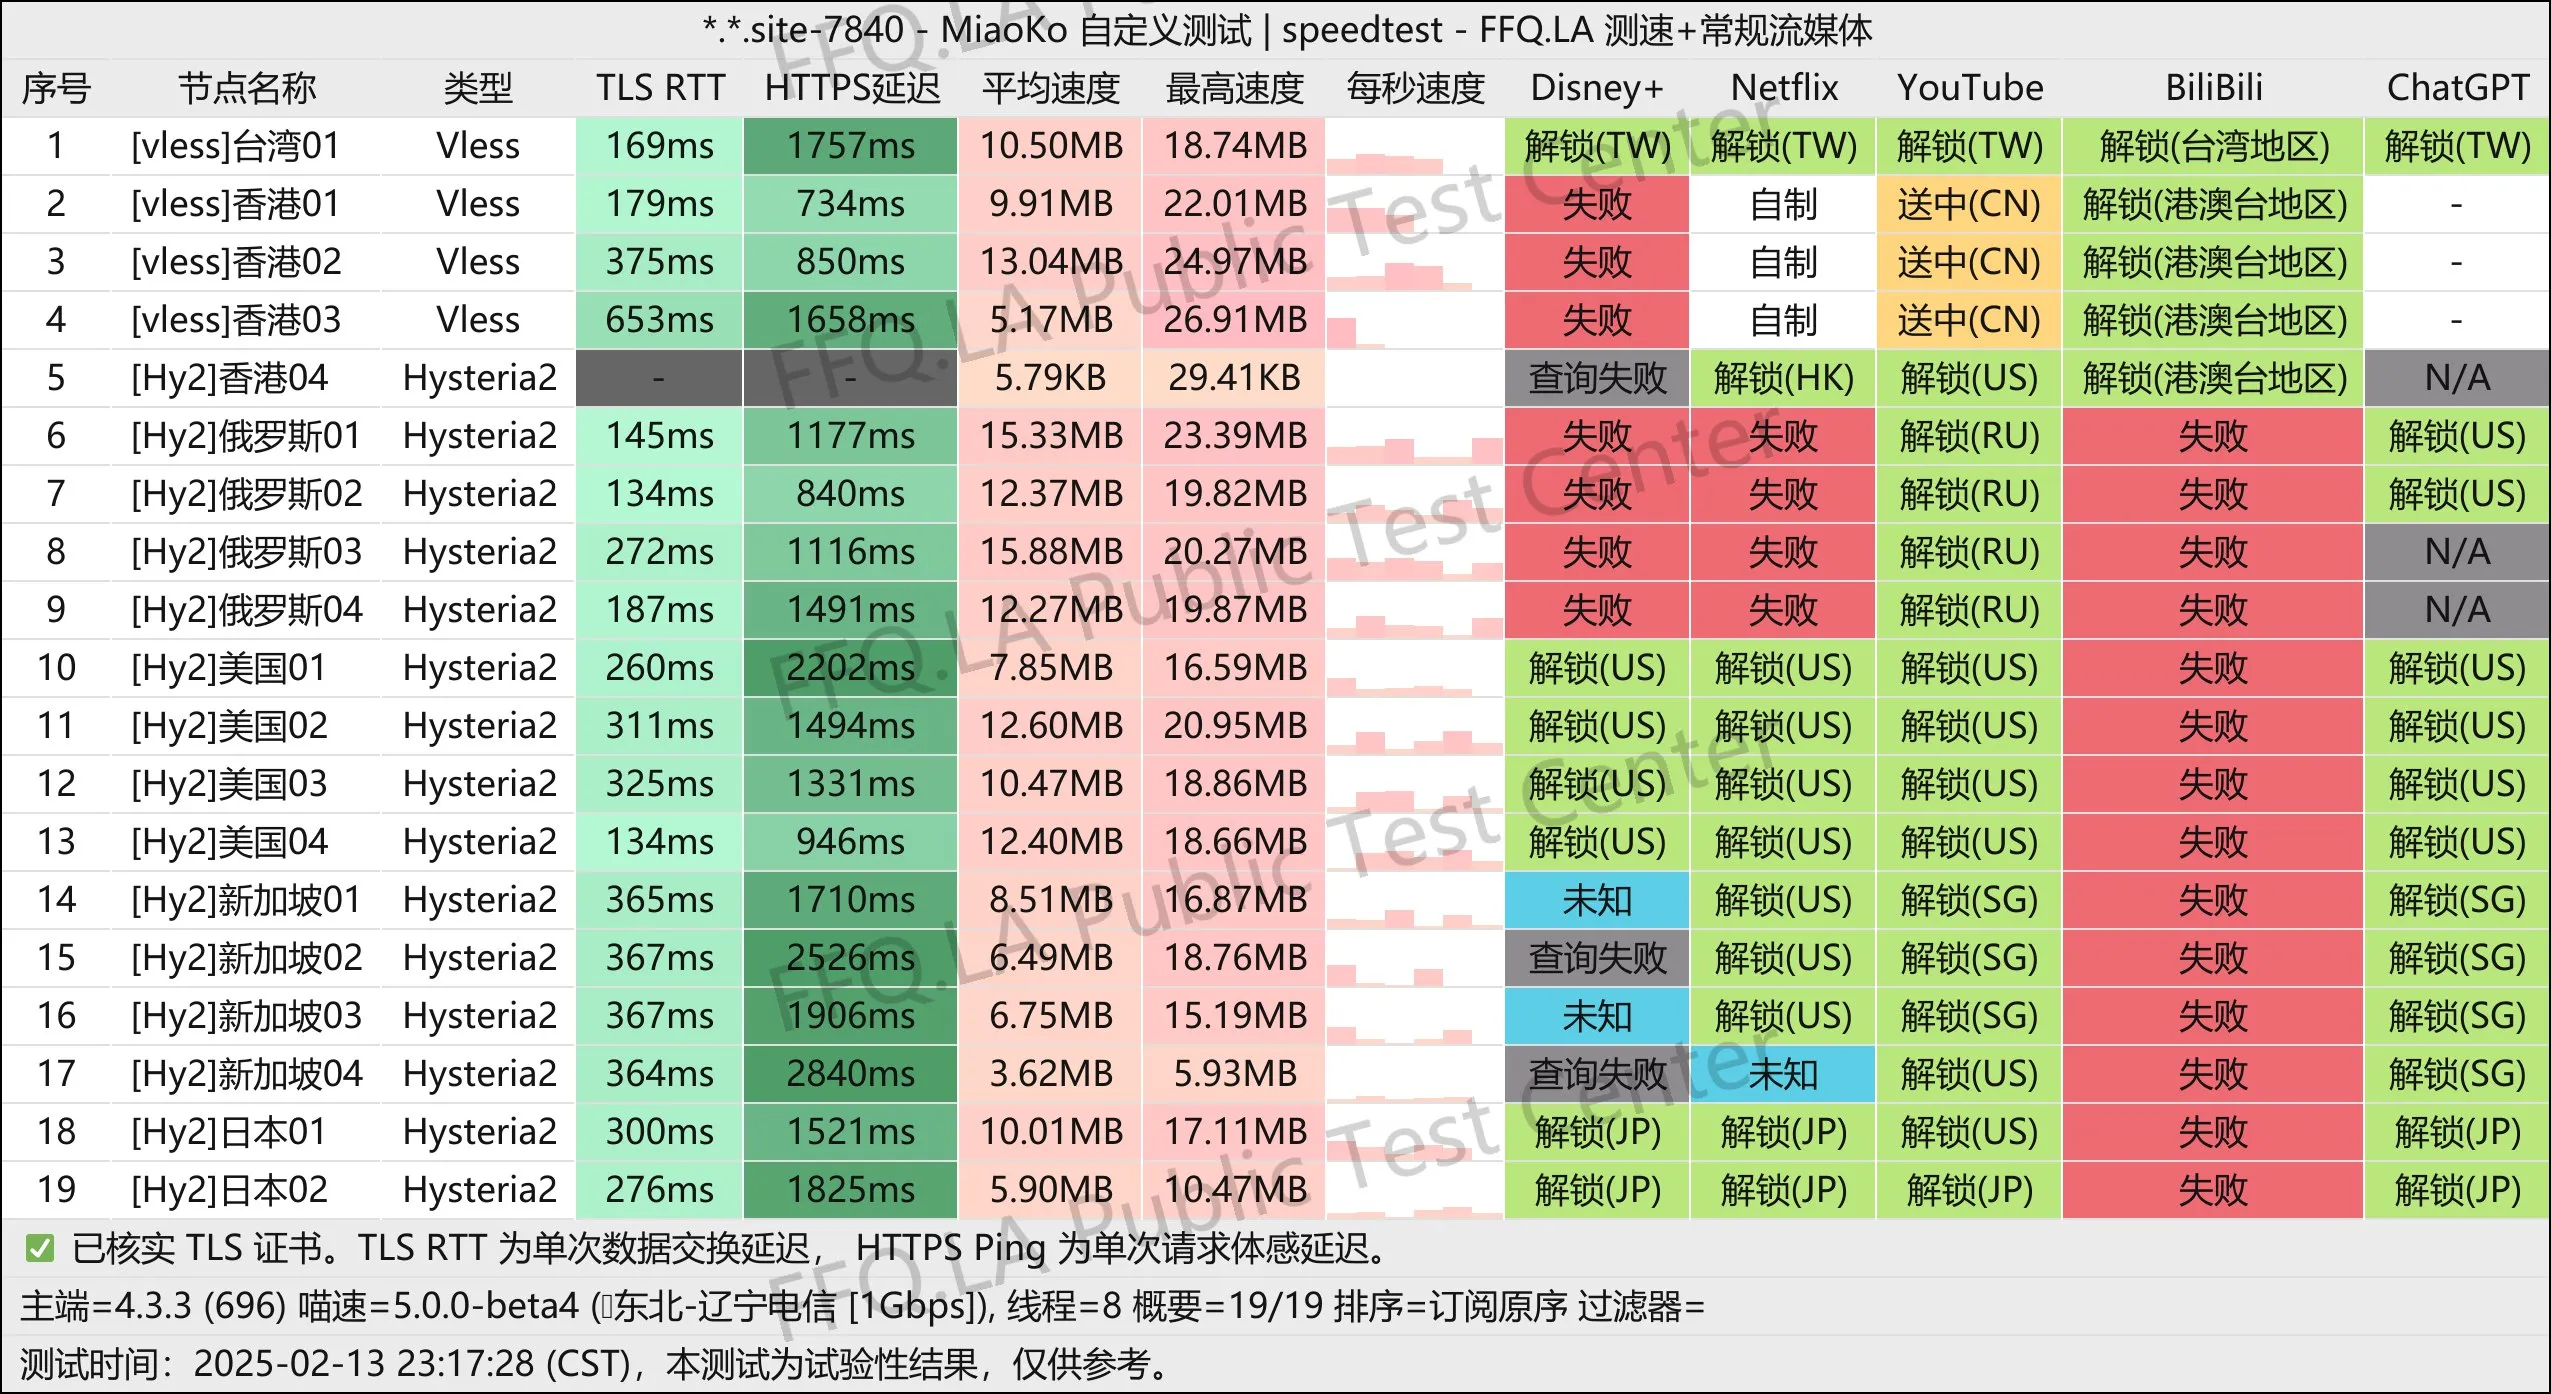 *.*.site-7840 - MiaoKo 自定义测试 | speedtest - FFQ.LA 测速+常规流媒体
序号 节点名称 类型 TLS RTT HTTPS延迟 平均速度 最高速度 每秒速度 Disney+ Netflix YouTube BiliBili ChatGPT
1 [vless]台湾01 Vless 169ms 1757ms 10.50MB 18.74MB 解锁(TW) 解锁(TW) 解锁(TW) 解锁(台湾地区) 解锁(TW)
2 [vless]香港01 Vless 179ms 734ms 9.91MB 22.01MB 失败 自制 送中(CN) 解锁(港澳台地区) -
3 [vless]香港02 Vless 375ms 850ms 13.04MB 24.97MB 失败 自制 送中(CN) 解锁(港澳台地区) -
4 [vless]香港03 Vless 653ms 1658ms 5.17MB 26.91MB 失败 自制 送中(CN) 解锁(港澳台地区) -
5 [Hy2]香港04 Hysteria2 - - 5.79KB 29.41KB 查询失败 解锁(HK) 解锁(US) 解锁(港澳台地区) N/A
6 [Hy2]俄罗斯01 Hysteria2 145ms 1177ms 15.33MB 23.39MB 失败 失败 解锁(RU) 失败 解锁(US)
7 [Hy2]俄罗斯02 Hysteria2 134ms 840ms 12.37MB 19.82MB 失败 失败 解锁(RU) 失败 解锁(US)
8 [Hy2]俄罗斯03 Hysteria2 272ms 1116ms 15.88MB 20.27MB 失败 失败 解锁(RU) 失败 N/A
9 [Hy2]俄罗斯04 Hysteria2 187ms 1491ms 12.27MB 19.87MB 失败 失败 解锁(RU) 失败 N/A
10 [Hy2]美国01 Hysteria2 260ms 2202ms 7.85MB 16.59MB 解锁(US) 解锁(US) 解锁(US) 失败 解锁(US)
11 [Hy2]美国02 Hysteria2 311ms 1494ms 12.60MB 20.95MB 解锁(US) 解锁(US) 解锁(US) 失败 解锁(US)
12 [Hy2]美国03 Hysteria2 325ms 1331ms 10.47MB 18.86MB 解锁(US) 解锁(US) 解锁(US) 失败 解锁(US)
13 [Hy2]美国04 Hysteria2 134ms 946ms 12.40MB 18.66MB 解锁(US) 解锁(US) 解锁(US) 失败 解锁(US)
14 [Hy2]新加坡01 Hysteria2 365ms 1710ms 8.51MB 16.87MB 未知 解锁(US) 解锁(SG) 失败 解锁(SG)
15 [Hy2]新加坡02 Hysteria2 367ms 2526ms 6.49MB 18.76MB 查询失败 解锁(US) 解锁(SG) 失败 解锁(SG)
16 [Hy2]新加坡03 Hysteria2 367ms 1906ms 6.75MB 15.19MB 未知 解锁(US) 解锁(SG) 失败 解锁(SG)
17 [Hy2]新加坡04 Hysteria2 364ms 2840ms 3.62MB 5.93MB 查询失败 未知 解锁(US) 失败 解锁(SG)
18 [Hy2]日本01 Hysteria2 300ms 1521ms 10.01MB 17.11MB 解锁(JP) 解锁(JP) 解锁(US) 失败 解锁(JP)
19 [Hy2]日本02 Hysteria2 276ms 1825ms 5.90MB 10.47MB 解锁(JP) 解锁(JP) 解锁(JP) 失败 解锁(JP)
✅ 已核实 TLS 证书。TLS RTT 为单次数据交换延迟， HTTPS Ping 为单次请求体感延迟。
主端=4.3.3 (696) 喵速=5.0.0-beta4 (东北-辽宁电信 [1Gbps]), 线程=8 概要=19/19 排序=订阅原序 过滤器=
测试时间：2025-02-13 23:17:28 (CST)，本测试为试验性结果，仅供参考。
FFQ.LA Public Test Center
FFQ.LA Public Test Center
FFQ.LA Public Test Center
FFQ.LA Public Test Center